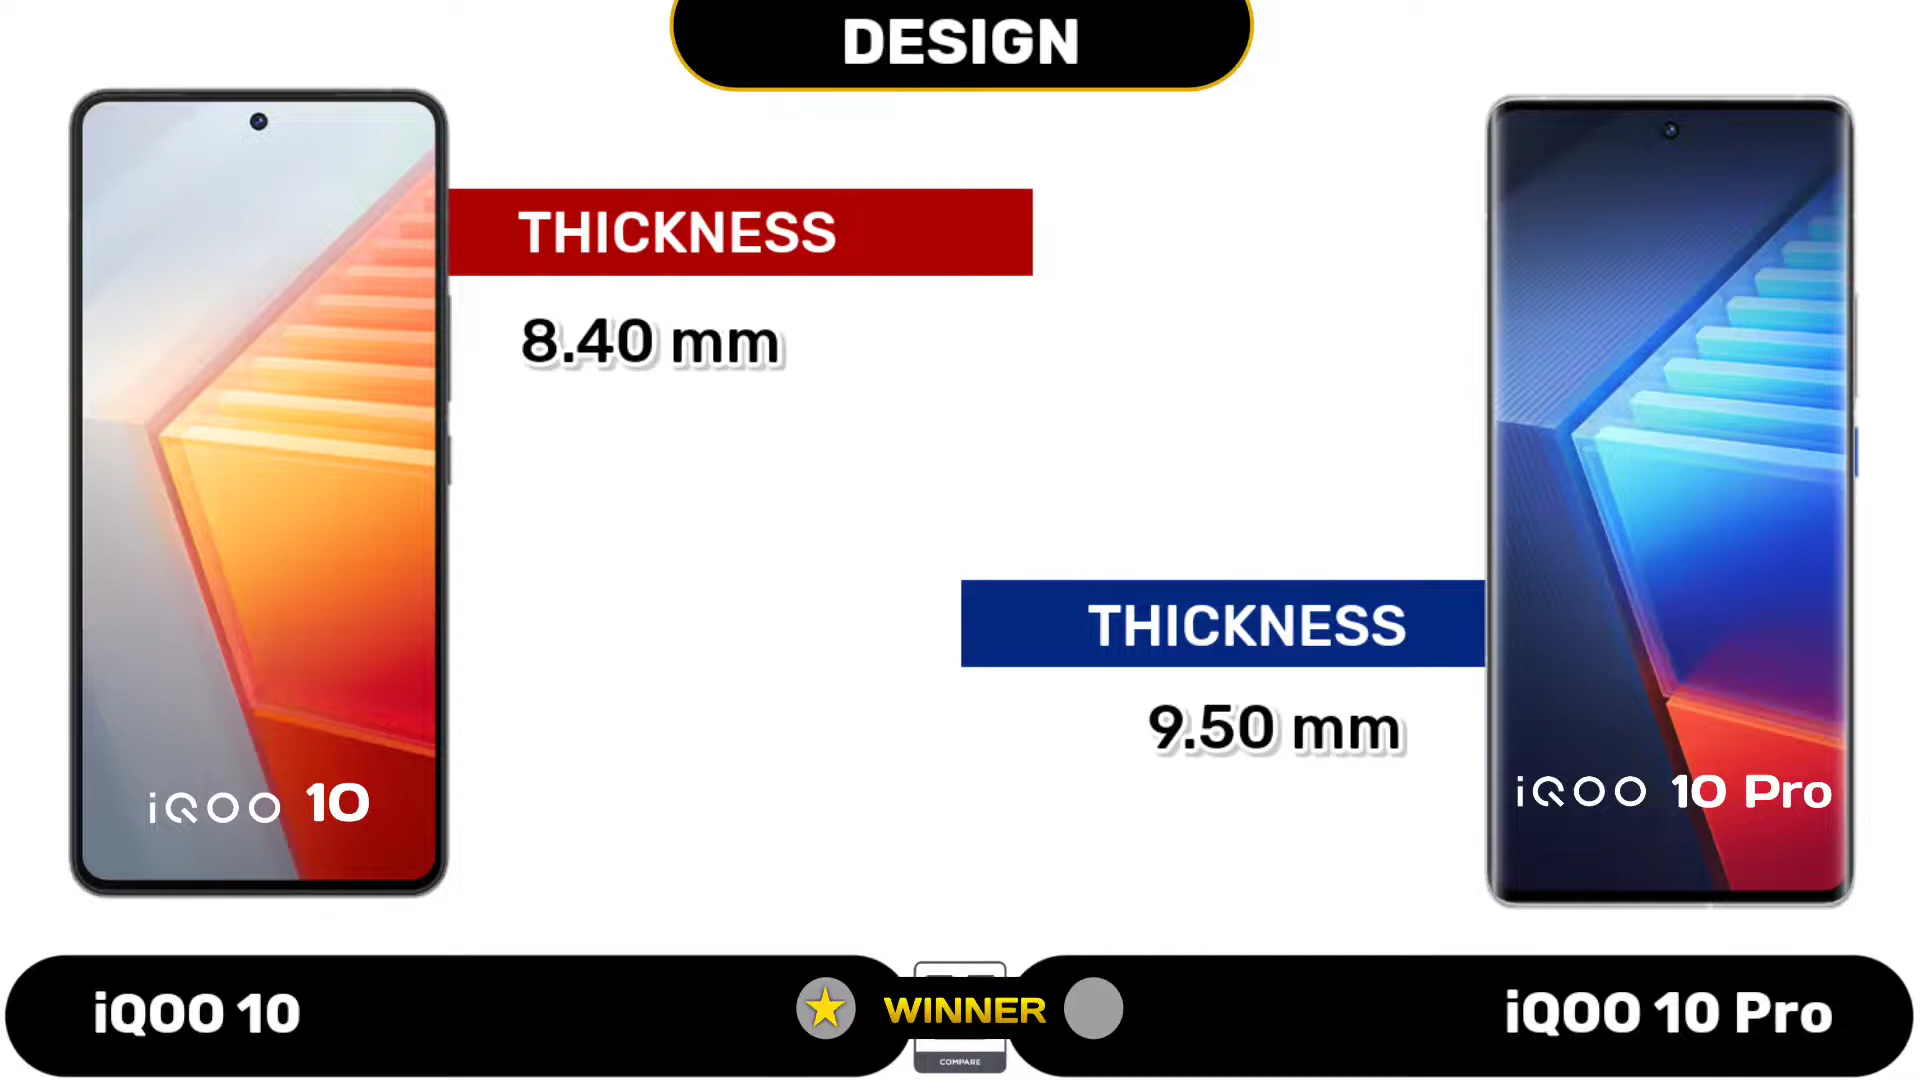 DESIGN
THICKNESS
8.40 mm
THICKNESS
9.50 mm
iQOO 10
iQOO 10 Pro
iQOO 10
WINNER
iQOO 10 Pro
COMPARE